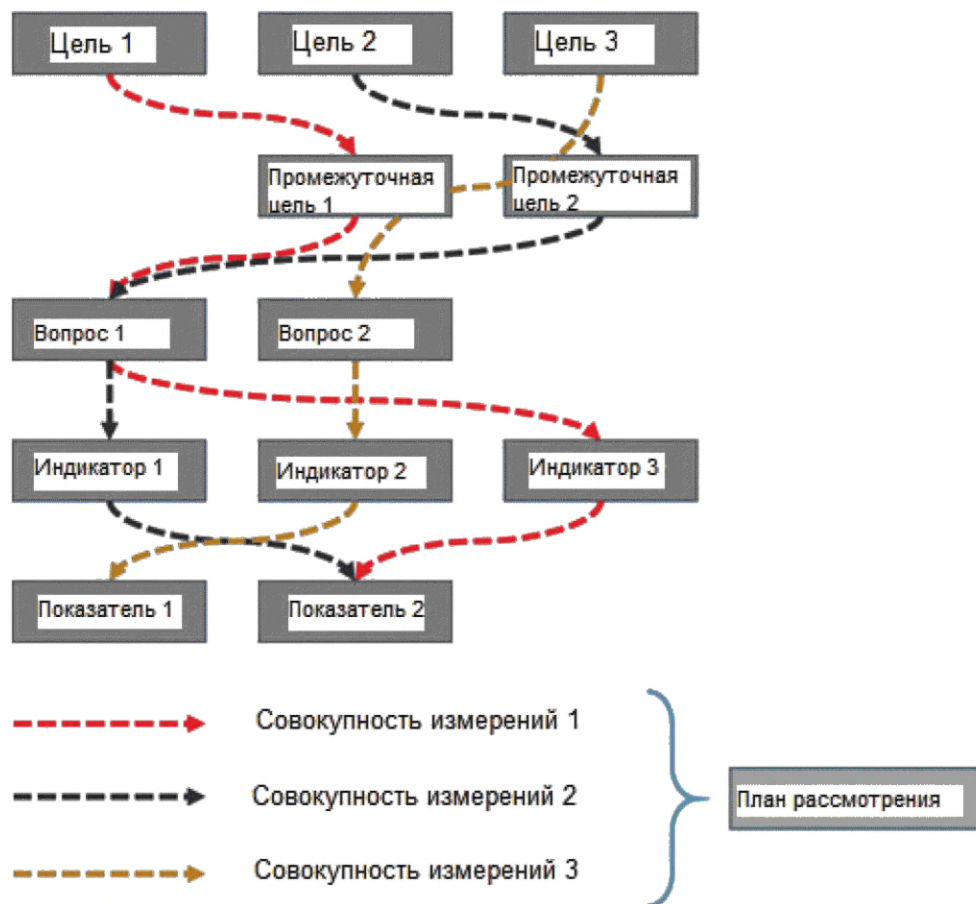 Цель 1
Цель 2
Цель 3
Промежуточная
цель 1
Промежуточная
цель 2
Вопрос 1
Вопрос 2
Индикатор 1
Индикатор 2
Индикатор 3
Показатель 1
Показатель 2
Совокупность измерений 1
Совокупность измерений 2
Совокупность измерений 3
План рассмотрения